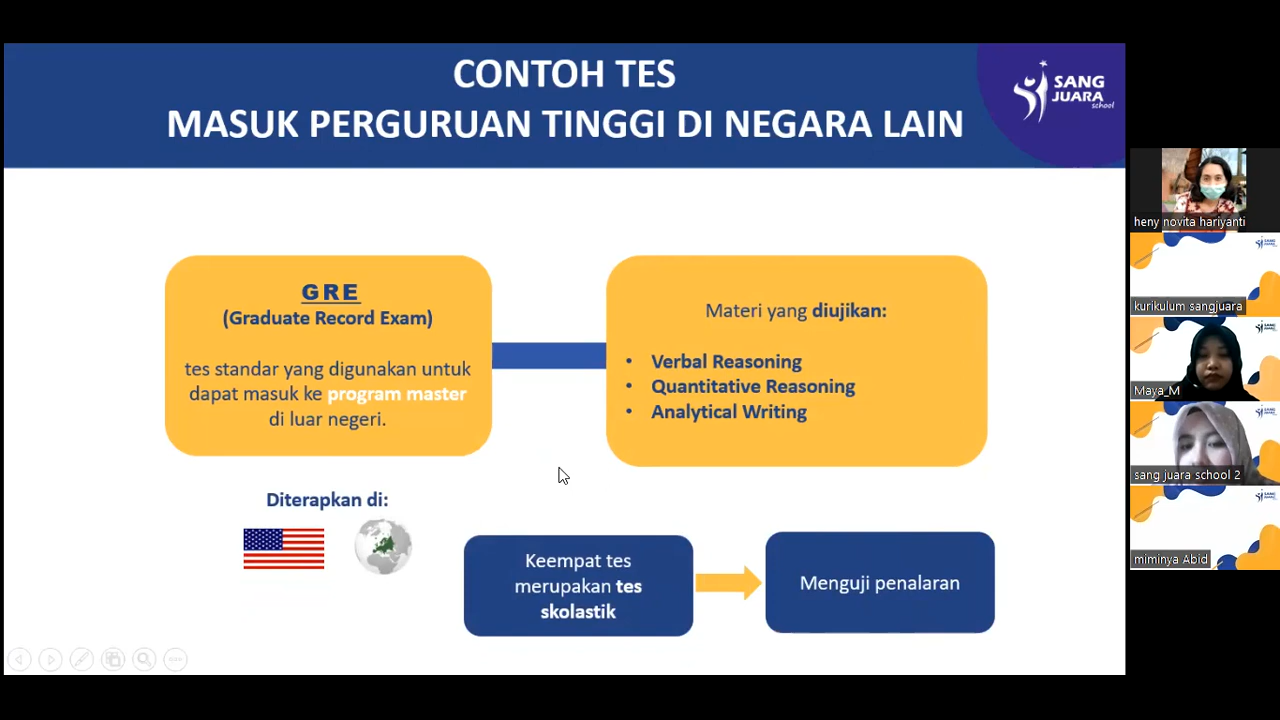 CONTOH TES
MASUK PERGURUAN TINGGI DI NEGARA LAIN
SANG
JUARA
school
GRE
(Graduate Record Exam)
tes standar yang digunakan untuk
dapat masuk ke program master
di luar negeri.
Materi yang diujikan:
• Verbal Reasoning
• Quantitative Reasoning
• Analytical Writing
Diterapkan di:
Keempat tes
merupakan tes
skolastik
Menguji penalaran
heny novita hariyanti
kurikulum sangjuara
Maya_M
sang juara school 2
miminya Abid